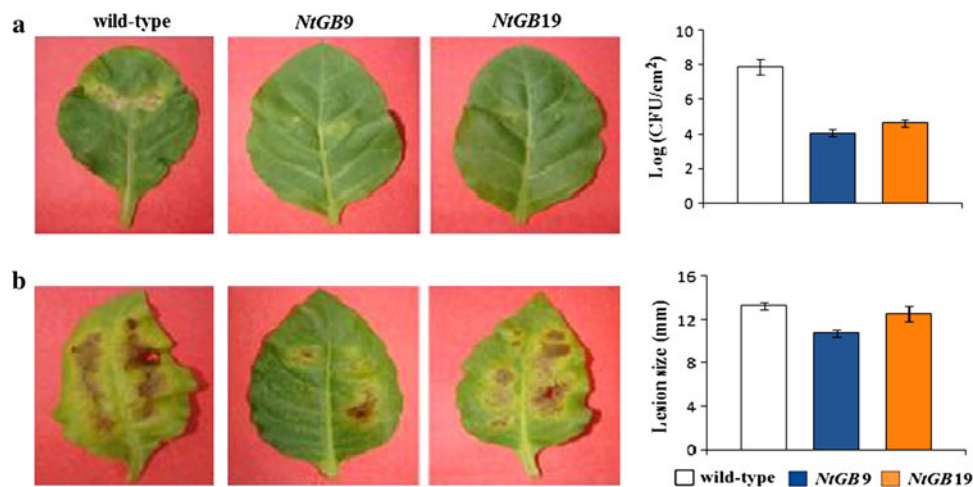 a
wild-type
NtGB9
NtGB19
Log (CFU/cm²)
10
8
6
4
2
0
b
Lesion size (mm)
16
12
8
4
0
wild-type
NtGB9
NtGB19